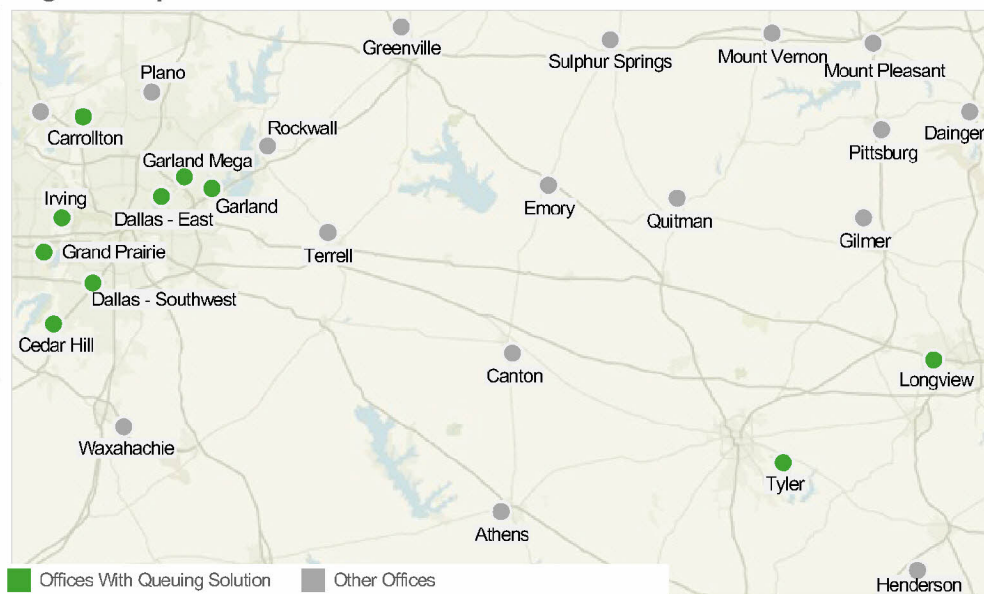 Greenville
Sulphur Springs
Mount Vernon
Mount Pleasant
Plano
Carrollton
Rockwall
Dainger
Pittsburg
Garland Mega
Irving
Garland
Dallas - East
Emory
Quitman
Gilmer
Grand Prairie
Terrell
Dallas - Southwest
Cedar Hill
Canton
Longview
Waxahachie
Tyler
Athens
Offices With Queuing Solution
Other Offices
Henderson